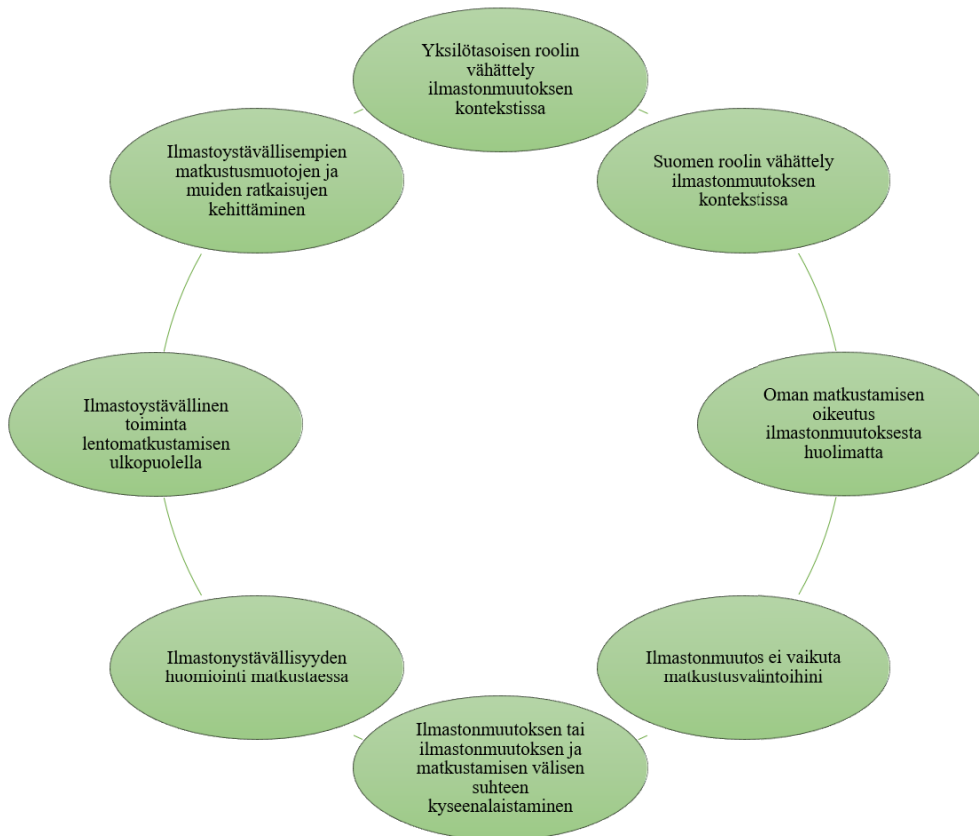 Yksilötasoisen roolin
vähättely
ilmastonmuutoksen
kontekstissa
Suomen roolin vähättely
ilmastonmuutoksen
kontekstissa
Oman matkustamisen
oikeutus
ilmastonmuutoksesta
huolimatta
Ilmastonmuutos ei vaikuta
matkustusvalintoihini
Ilmastonmuutoksen tai
ilmastonmuutoksen ja
matkustamisen välisen
suhteen
kyseenalaistaminen
Ilmastonystävällisyyden
huomiointi matkustaessa
Ilmastoystävällinen
toiminta
lentomatkustamisen
ulkopuolella
Ilmastoystävällisempien
matkustusmuotojen ja
muiden ratkaisujen
kehittäminen